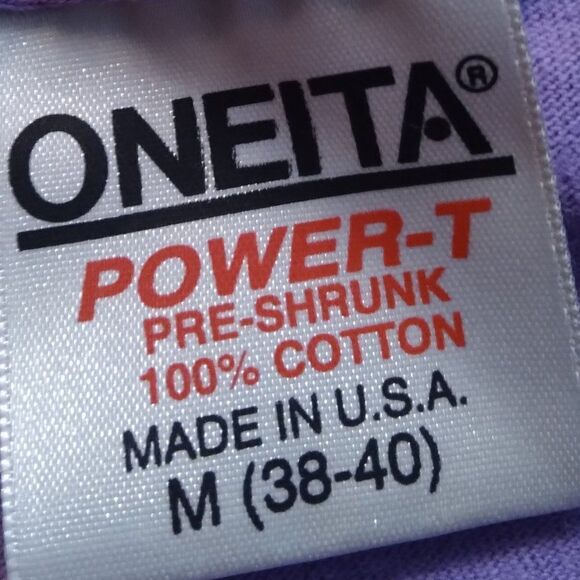 ONEITA®
POWER-T
PRE-SHRUNK
100% COTTON
MADE IN U.S.A.
M (38-40)